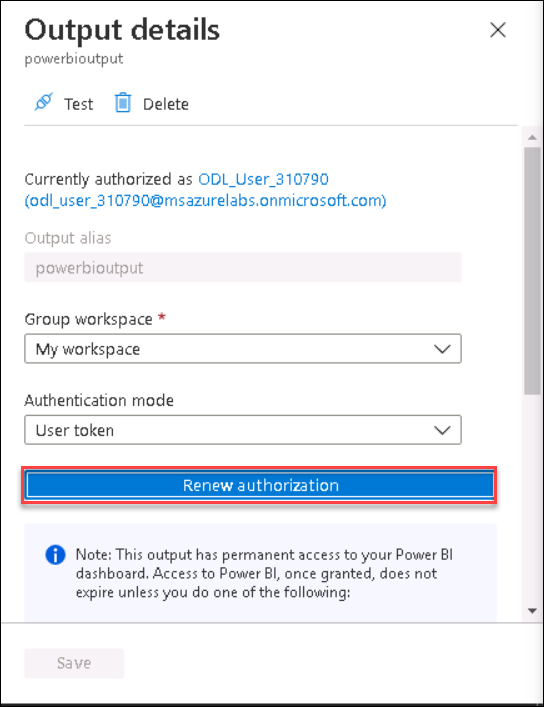 Output details
powerbioutput
Test Delete
Currently authorized as ODL_User_310790
(odl_user_310790@msazurelabs.onmicrosoft.com)
Output alias
powerbioutput
Group workspace *
My workspace
Authentication mode
User token
Renew authorization
Note: This output has permanent access to your Power BI
dashboard. Access to Power BI, once granted, does not
expire unless you do one of the following:
Save